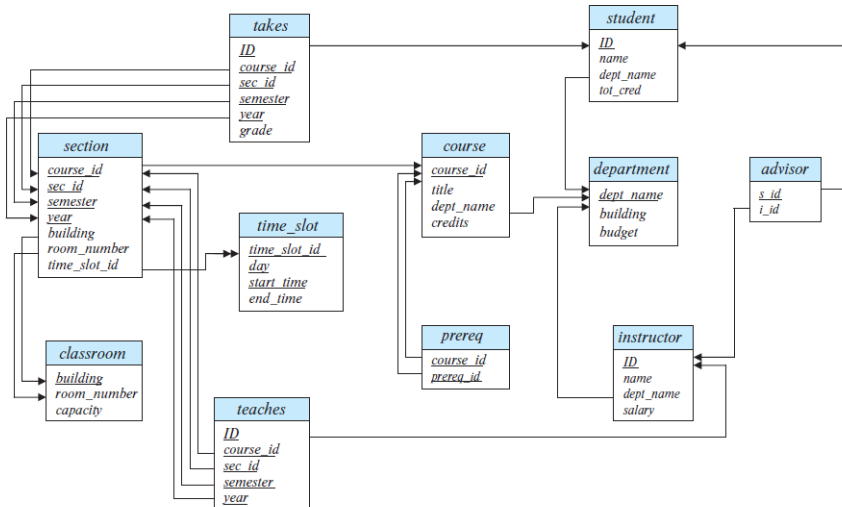 takes
ID
course_id
sec_id
semester
year
grade
student
ID
name
dept_name
tot_cred
section
course_id
sec_id
semester
year
building
room_number
time_slot_id
course
course_id
title
dept_name
credits
department
dept_name
building
budget
advisor
s_id
i_id
time_slot
time_slot_id
day
start_time
end_time
classroom
building
room_number
capacity
prereq
course_id
prereq_id
instructor
ID
name
dept_name
salary
teaches
ID
course_id
sec_id
semester
year